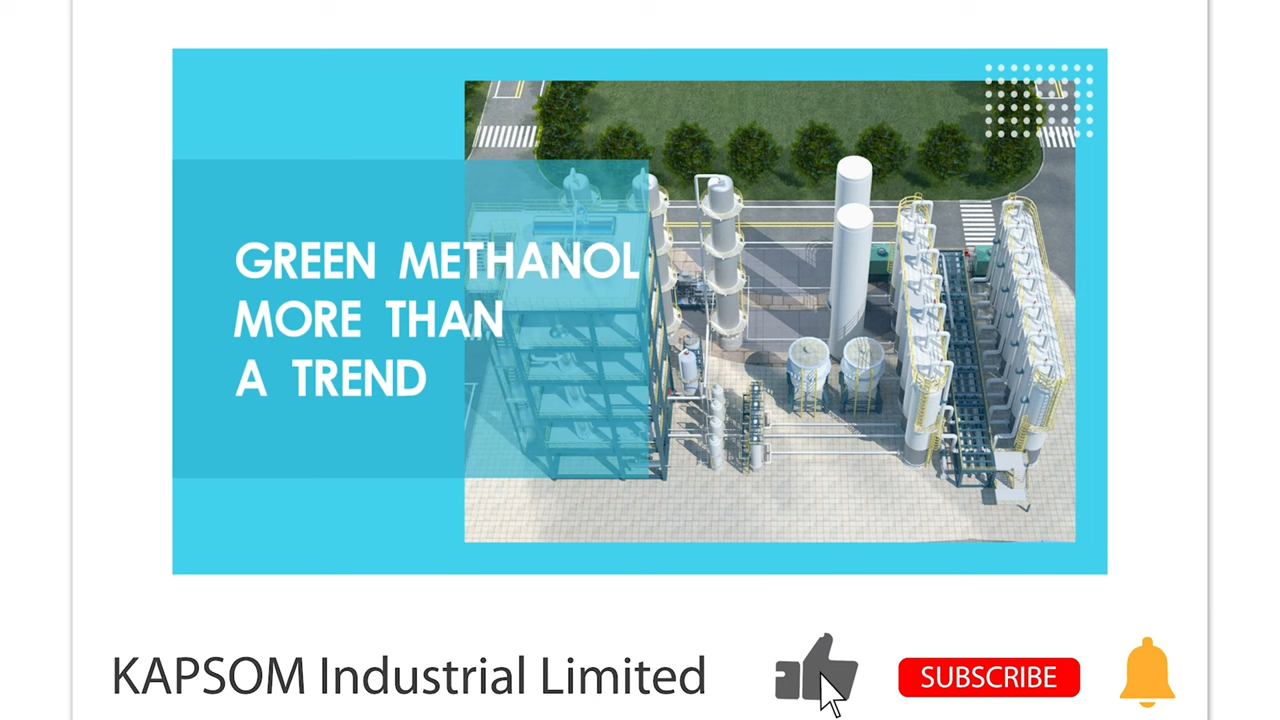 GREEN METHANOL
MORE THAN
A TREND
KAPSOM Industrial Limited
SUBSCRIBE